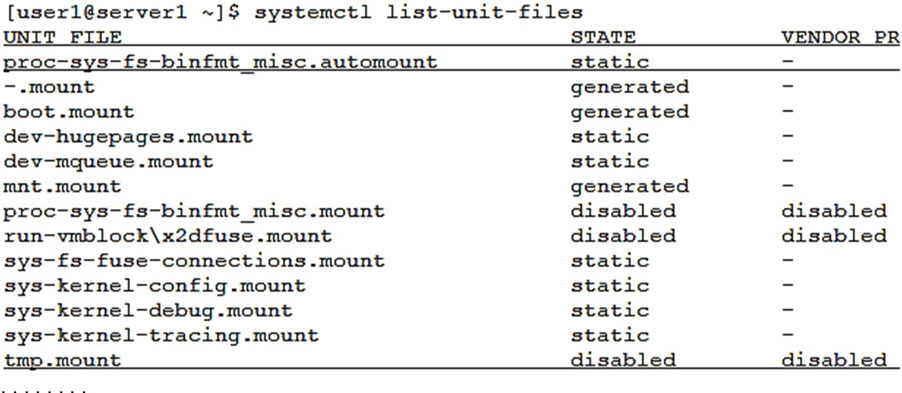 [user1@server1 ~]$ systemctl list-unit-files
UNIT FILE STATE VENDOR PR
proc-sys-fs-binfmt_misc.automount static -
-.mount generated -
boot.mount generated -
dev-hugepages.mount static -
dev-mqueue.mount static -
mnt.mount generated -
proc-sys-fs-binfmt_misc.mount disabled disabled
run-vmblock\x2dfuse.mount disabled disabled
sys-fs-fuse-connections.mount static -
sys-kernel-config.mount static -
sys-kernel-debug.mount static -
sys-kernel-tracing.mount static -
tmp.mount disabled disabled
........